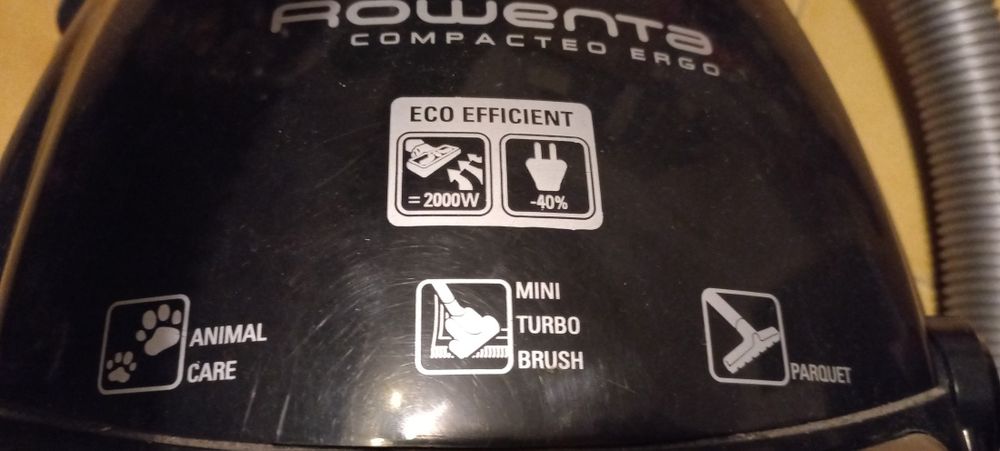 ROWENTA
COMPACTEO ERGO
ECO EFFICIENT
= 2000W
-40%
ANIMAL
CARE
MINI
TURBO
BRUSH
PARQUET